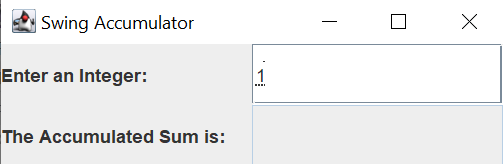 Swing Accumulator
Enter an Integer:
1
The Accumulated Sum is: